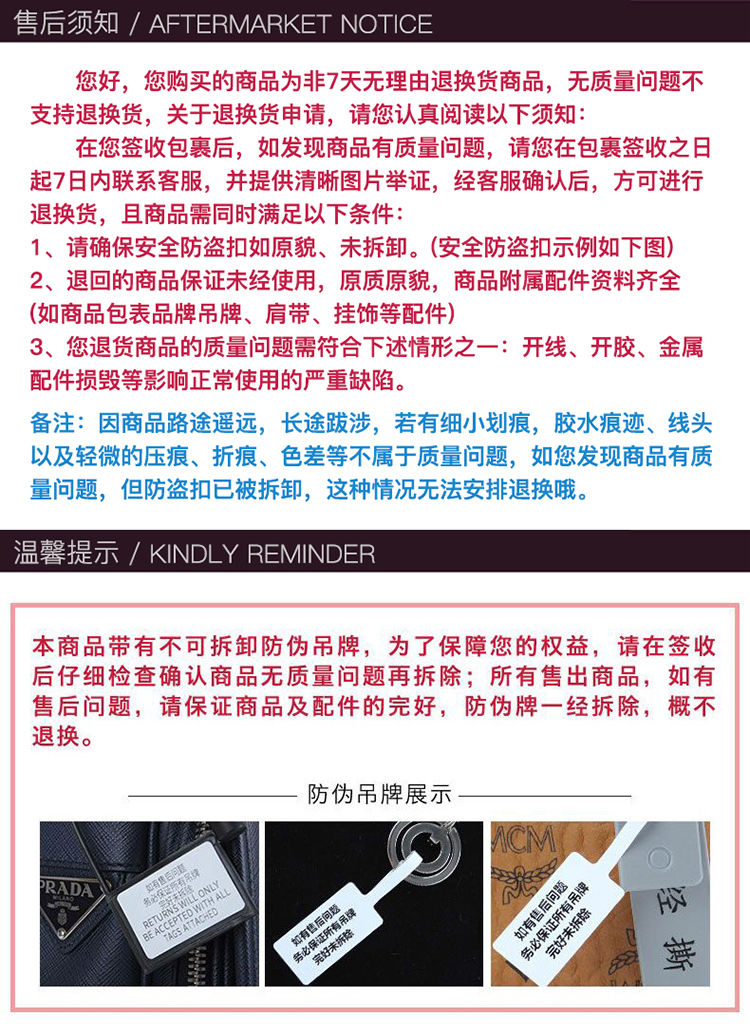 售后须知 / AFTERMARKET NOTICE
您好，您购买的商品为非7天无理由退换货商品，无质量问题不
支持退换货，关于退换货申请，请您认真阅读以下须知：
在您签收包裹后，如发现商品有质量问题，请您在包裹签收之日
起7日内联系客服，并提供清晰图片举证，经客服确认后，方可进行
退换货，且商品需同时满足以下条件：
1、请确保安全防盗扣如原貌、未拆卸。（安全防盗扣示例如下图）
2、退回的商品保证未经使用，原质原貌，商品附属配件资料齐全
（如商品包表品牌吊牌、肩带、挂饰等配件）
3、您退货商品的质量问题需符合下述情形之一：开线、开胶、金属
配件损毁等影响正常使用的严重缺陷。
备注：因商品路途遥远，长途跋涉，若有细小划痕，胶水痕迹、线头
以及轻微的压痕、折痕、色差等不属于质量问题，如您发现商品有质
量问题，但防盗扣已被拆卸，这种情况无法安排退换哦。
温馨提示 / KINDLY REMINDER
本商品带有不可拆卸防伪吊牌，为了保障您的权益，请在签收
后仔细检查确认商品无质量问题再拆除；所有售出商品，如有
售后问题，请保证商品及配件的完好，防伪牌一经拆除，概不
退换。
防伪吊牌展示
PRADA
MILANO
如有售后问题
务必保证所有吊牌
完好未拆除
RETURNS WILL ONLY
BE ACCEPTED WITH ALL
TAGS ATTACHED
如有售后问题
务必保证所有吊牌
完好未拆除
MCM
如有售后问题
务必保证所有吊牌
完好未拆除
经撕